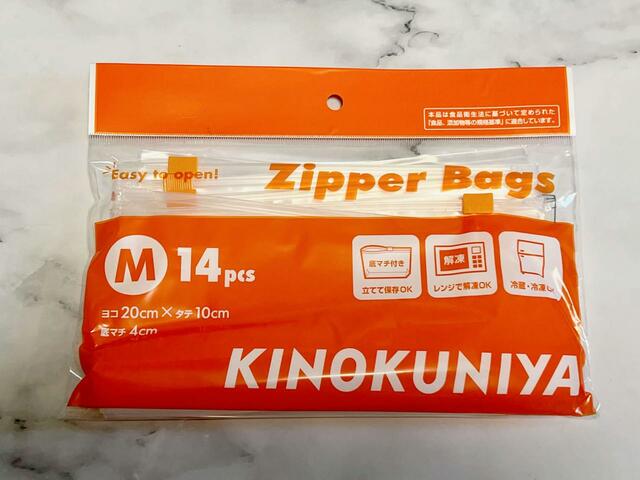 本品は食品衛生法に基づいて定められた
「食品、添加物等の規格基準」に適合しています。
Easy to open!
Zipper Bags
M 14pcs
ヨコ20cm×タテ10cm
底マチ4cm
底マチ付き
立てて保存OK
解凍
レンジで解凍OK
冷蔵・冷凍
KINOKUNIYA